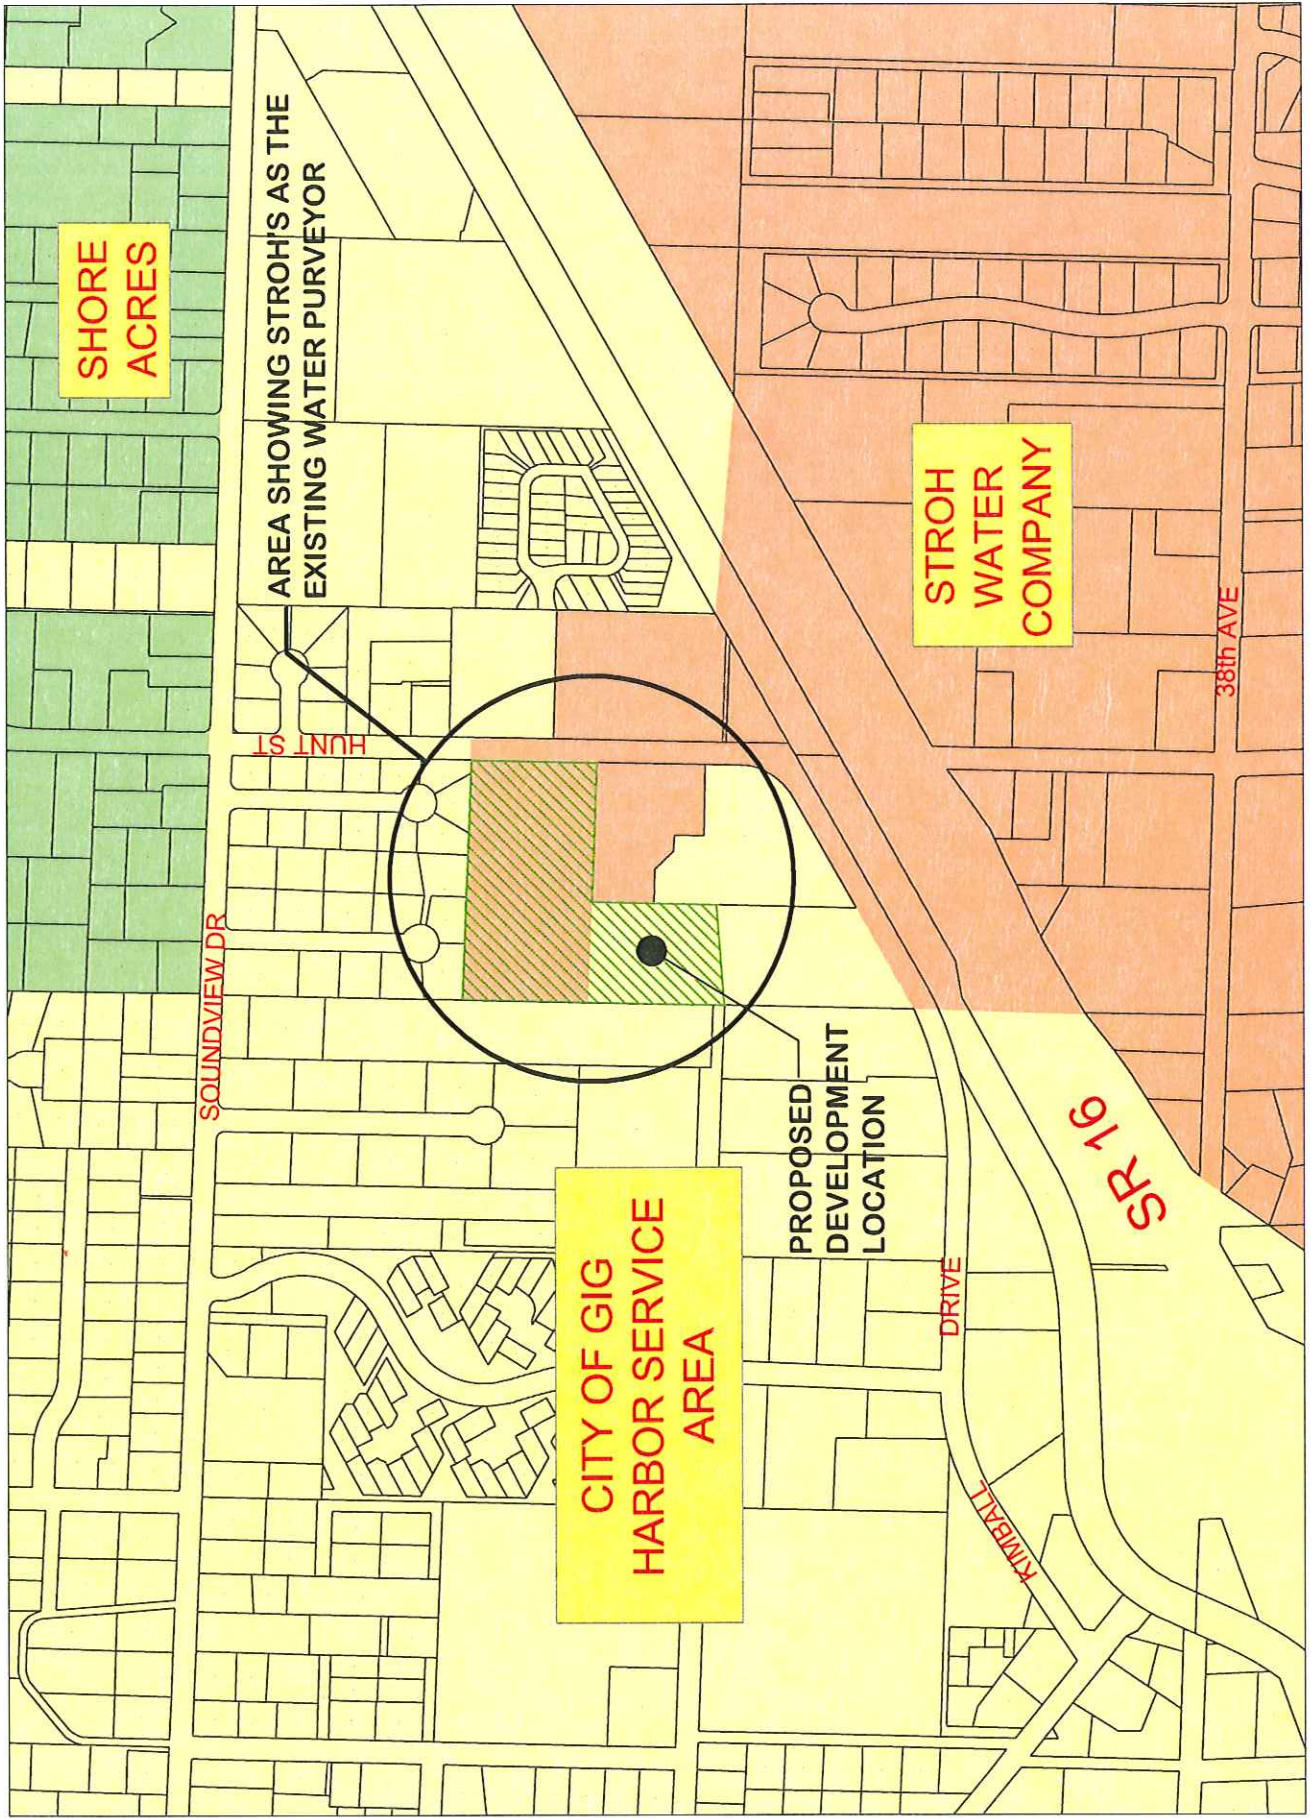 SHORE
ACRES
AREA SHOWING STROH'S AS THE
EXISTING WATER PURVEYOR
HUNT ST
SOUNDVIEW DR
STROH
WATER
COMPANY
38th AVE
PROPOSED
DEVELOPMENT
LOCATION
CITY OF GIG
HARBOR SERVICE
AREA
SR 16
KIMBALL
DRIVE